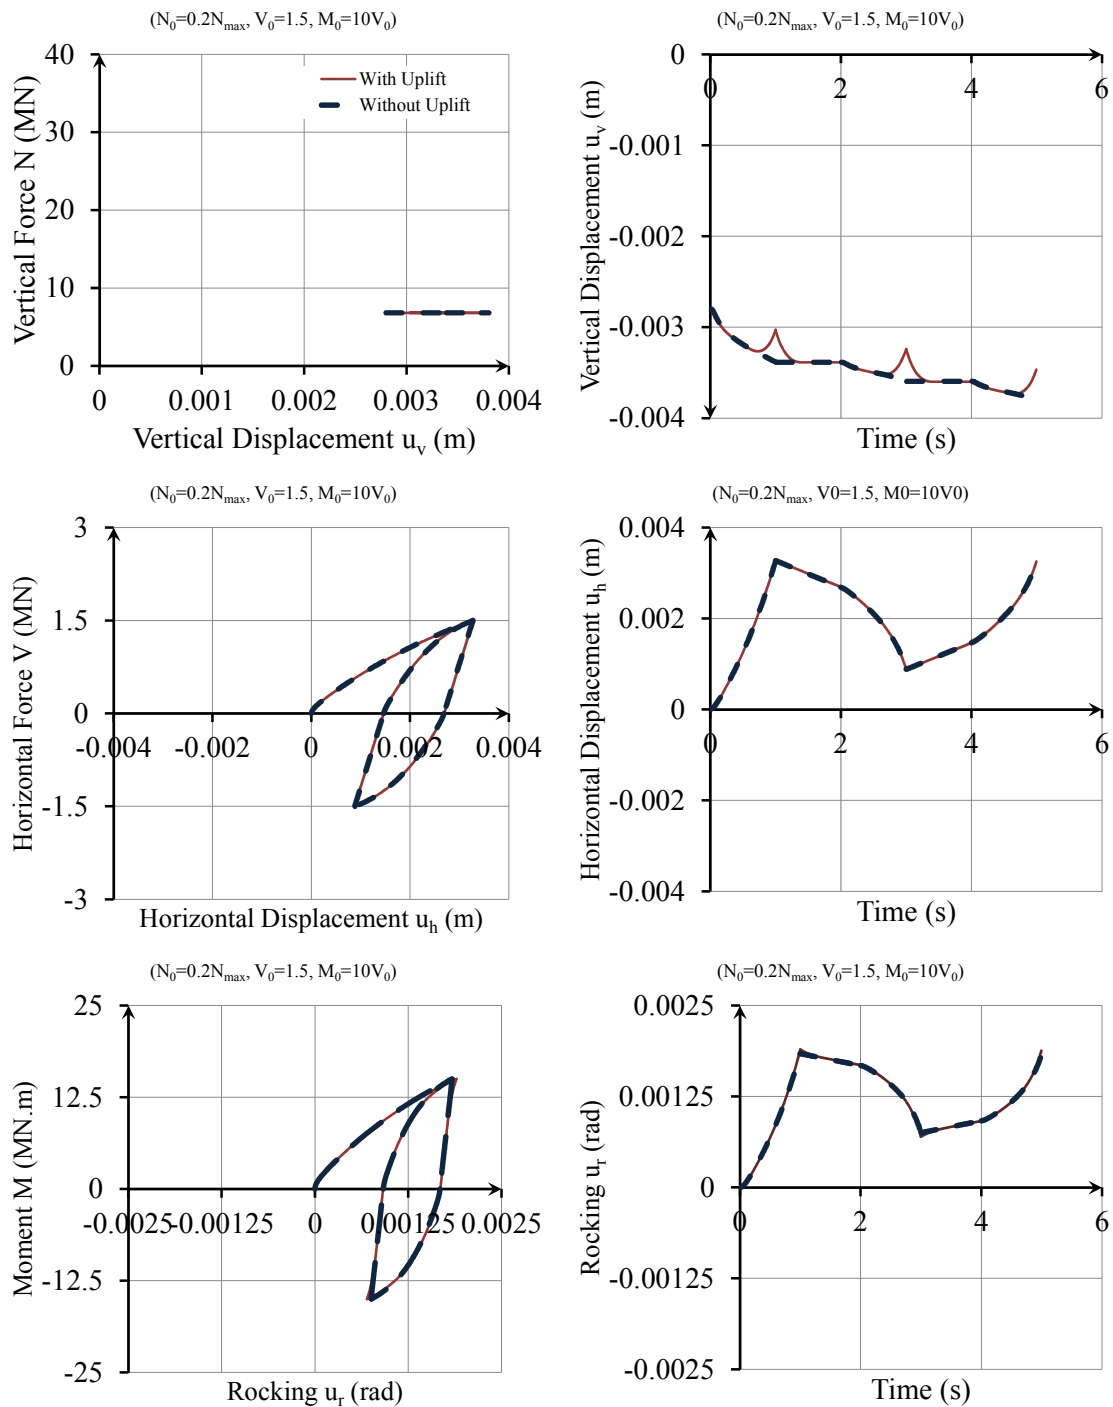 (N₀=0.2Nₘₐₓ, V₀=1.5, M₀=10V₀)
40
30
20
10
0
Vertical Force N (MN)
With Uplift
Without Uplift
0 0.001 0.002 0.003 0.004
Vertical Displacement uᵥ (m)
(N₀=0.2Nₘₐₓ, V₀=1.5, M₀=10V₀)
0
-0.001
-0.002
-0.003
-0.004
Vertical Displacement uᵥ (m)
0 2 4 6
Time (s)
(N₀=0.2Nₘₐₓ, V₀=1.5, M₀=10V₀)
3
1.5
0
-1.5
-3
Horizontal Force V (MN)
-0.004 -0.002 0 0.002 0.004
Horizontal Displacement uₕ (m)
(N₀=0.2Nₘₐₓ, V0=1.5, M0=10V0)
0.004
0.002
0
-0.002
-0.004
Horizontal Displacement uₕ (m)
0 2 4 6
Time (s)
(N₀=0.2Nₘₐₓ, V₀=1.5, M₀=10V₀)
25
12.5
0
-12.5
-25
Moment M (MN.m)
-0.0025 -0.00125 0 0.00125 0.0025
Rocking uᵣ (rad)
(N₀=0.2Nₘₐₓ, V₀=1.5, M₀=10V₀)
0.0025
0.00125
0
-0.00125
-0.0025
Rocking uᵣ (rad)
0 2 4 6
Time (s)